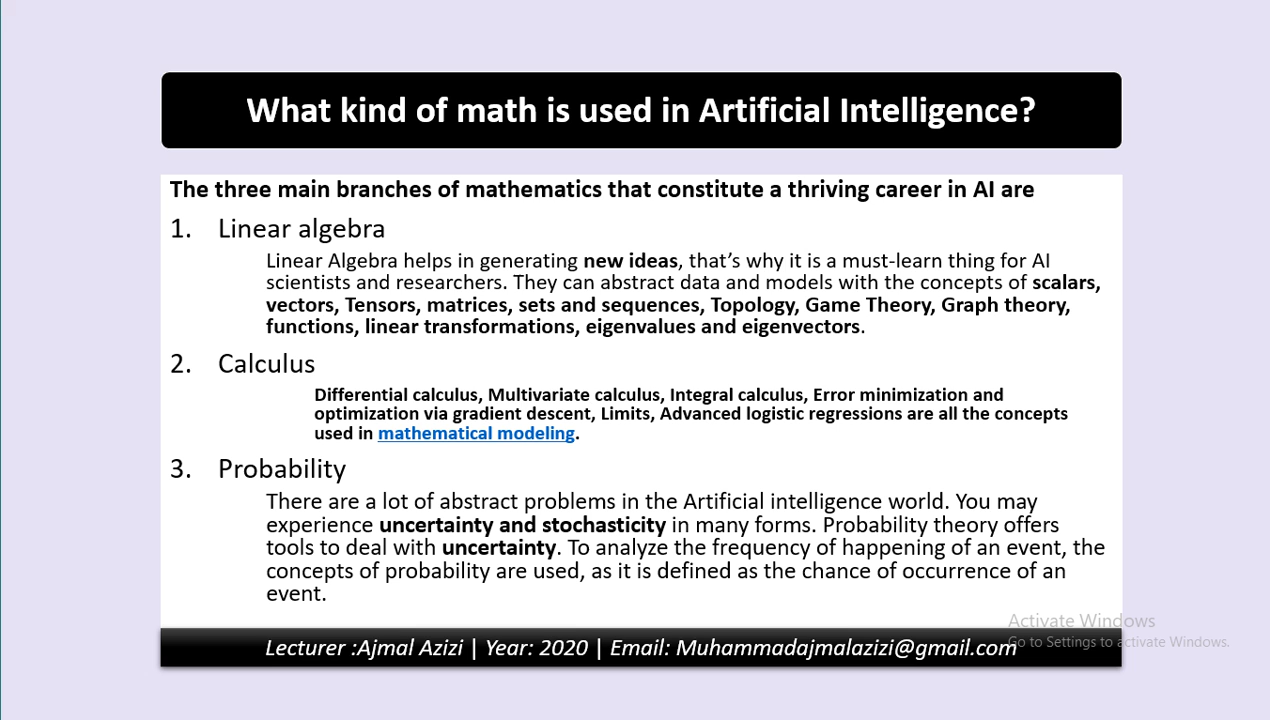 What kind of math is used in Artificial Intelligence?
The three main branches of mathematics that constitute a thriving career in AI are
1. Linear algebra
Linear Algebra helps in generating new ideas, that’s why it is a must-learn thing for AI
scientists and researchers. They can abstract data and models with the concepts of scalars,
vectors, Tensors, matrices, sets and sequences, Topology, Game Theory, Graph theory,
functions, linear transformations, eigenvalues and eigenvectors.
2. Calculus
Differential calculus, Multivariate calculus, Integral calculus, Error minimization and
optimization via gradient descent, Limits, Advanced logistic regressions are all the concepts
used in mathematical modeling.
3. Probability
There are a lot of abstract problems in the Artificial intelligence world. You may
experience uncertainty and stochasticity in many forms. Probability theory offers
tools to deal with uncertainty. To analyze the frequency of happening of an event, the
concepts of probability are used, as it is defined as the chance of occurrence of an
event.
Lecturer :Ajmal Azizi | Year: 2020 | Email: Muhammadajmalazizi@gmail.com
Activate Windows
Go to Settings to activate Windows.